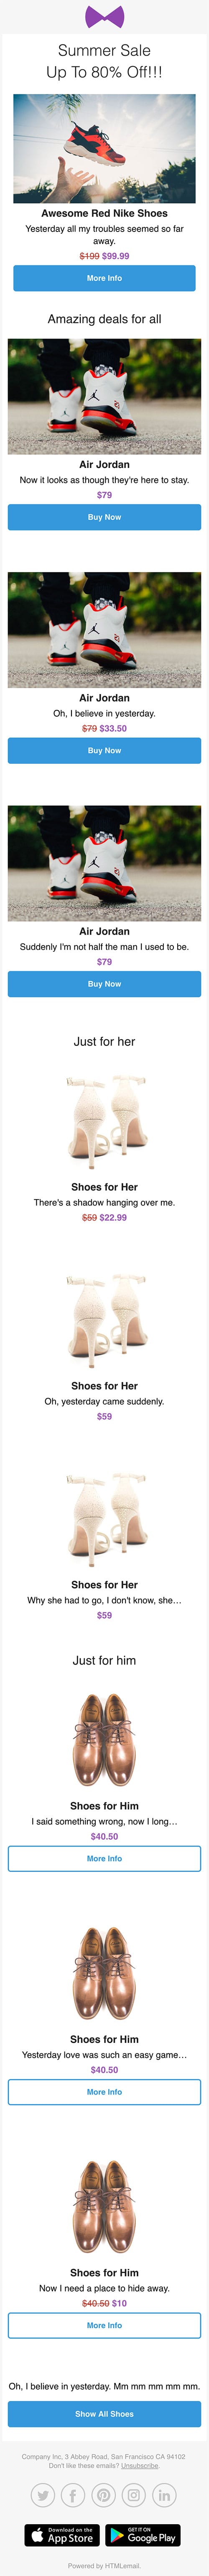 Summer Sale
Up To 80% Off!!!
Awesome Red Nike Shoes
Yesterday all my troubles seemed so far
away.
$199 $99.99
More Info
Amazing deals for all
Air Jordan
Now it looks as though they're here to stay.
$79
Buy Now
Air Jordan
Oh, I believe in yesterday.
$79 $33.50
Buy Now
Air Jordan
Suddenly I'm not half the man I used to be.
$79
Buy Now
Just for her
Shoes for Her
There's a shadow hanging over me.
$59 $22.99
Shoes for Her
Oh, yesterday came suddenly.
$59
Shoes for Her
Why she had to go, I don't know, she…
$59
Just for him
Shoes for Him
I said something wrong, now I long…
$40.50
More Info
Shoes for Him
Yesterday love was such an easy game…
$40.50
More Info
Shoes for Him
Now I need a place to hide away.
$40.50 $10
More Info
Oh, I believe in yesterday. Mm mm mm mm mm.
Show All Shoes
Company Inc, 3 Abbey Road, San Francisco CA 94102
Don't like these emails? Unsubscribe.
Download on the
App Store
GET IT ON
Google Play
Powered by HTMLemail.